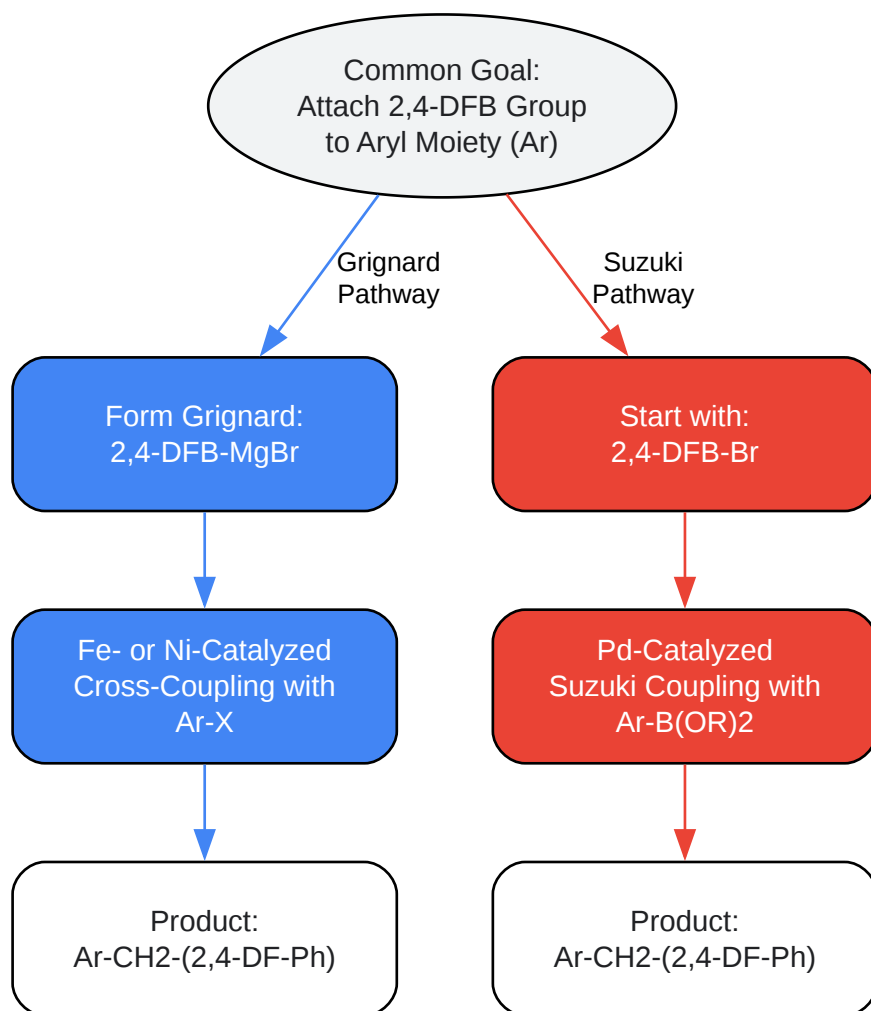 Common Goal:
Attach 2,4-DFB Group
to Aryl Moiety (Ar)
Grignard
Pathway
Suzuki
Pathway
Form Grignard:
2,4-DFB-MgBr
Start with:
2,4-DFB-Br
Fe- or Ni-Catalyzed
Cross-Coupling with
Ar-X
Pd-Catalyzed
Suzuki Coupling with
Ar-B(OR)2
Product:
Ar-CH2-(2,4-DF-Ph)
Product:
Ar-CH2-(2,4-DF-Ph)